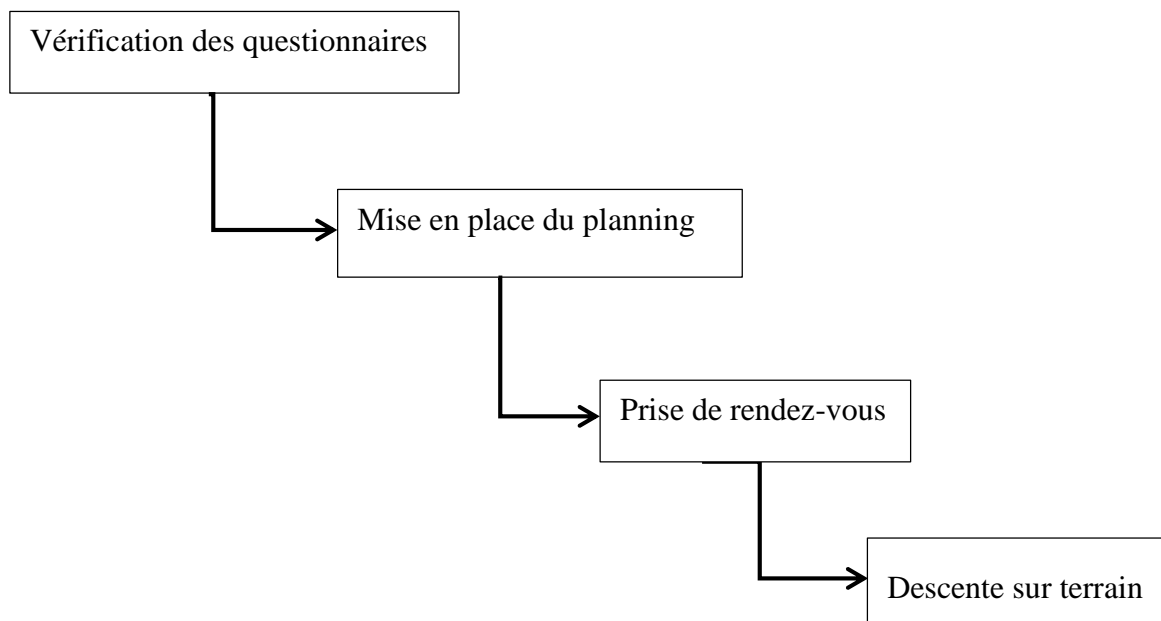 Vérification des questionnaires
Mise en place du planning
Prise de rendez-vous
Descente sur terrain